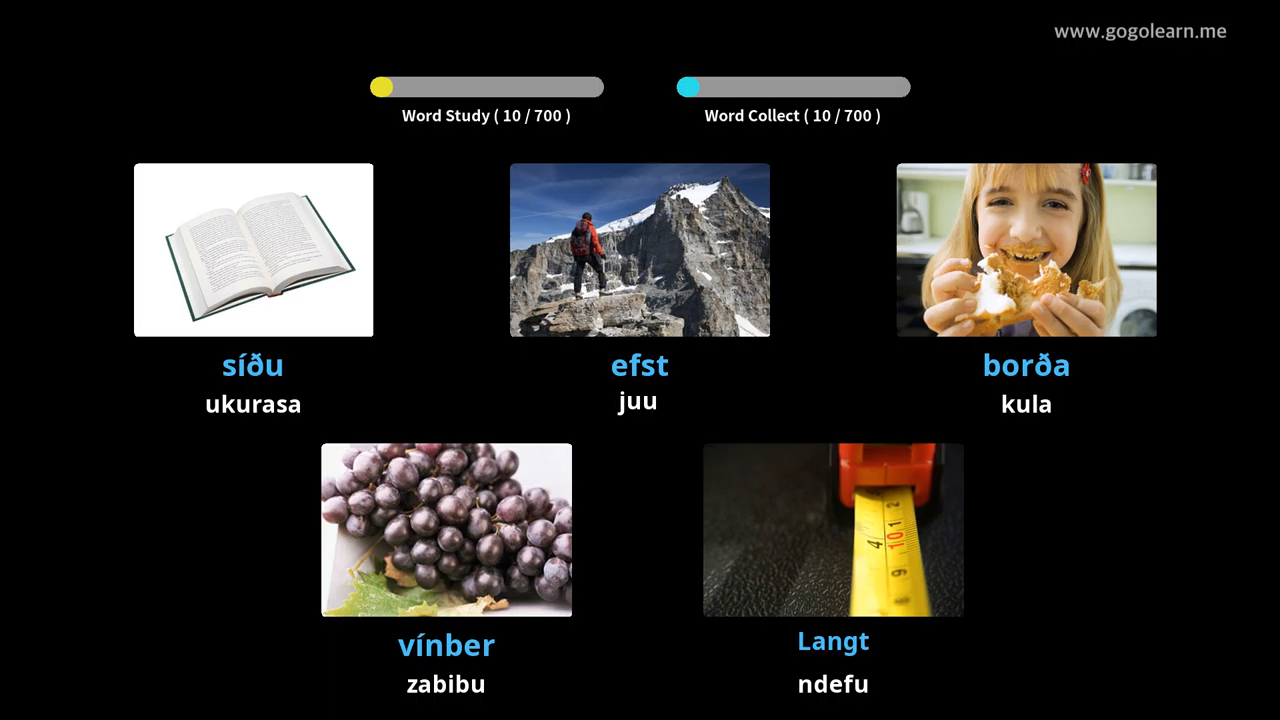 www.gogolearn.me
Word Study ( 10 / 700 )
Word Collect ( 10 / 700 )
síðu
ukurasa
efst
juu
borða
kula
vínber
zabibu
Langt
ndefu